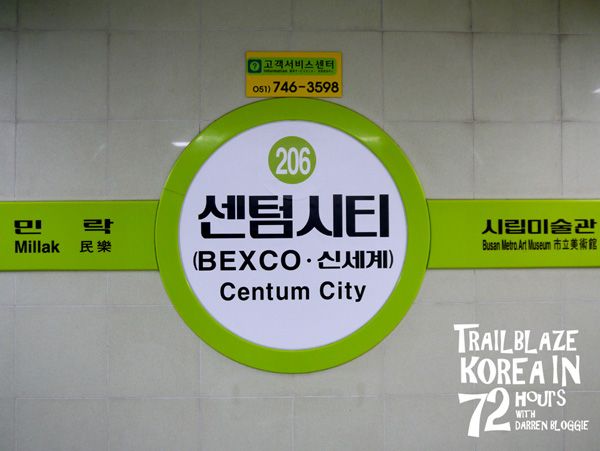 고객서비스센터
Information
051) 746-3598
206
센텀시티
(BEXCO · 신세계)
Centum City
민 락
Millak 民樂
시립미술관
Busan Metro. Art Museum 市立美術館
TRAILBLAZE
KOREA IN
72 HOURS
WITH
DARREN BLOGGIE